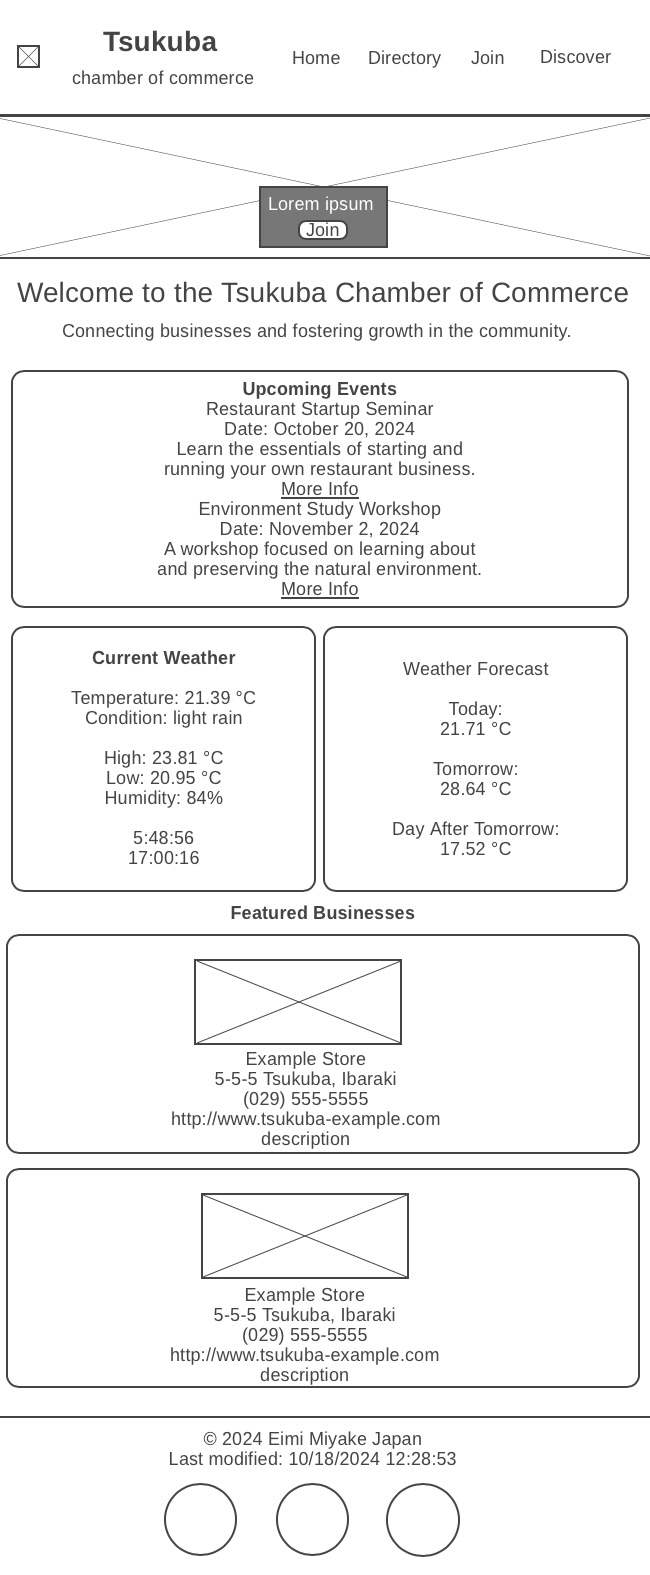 Tsukuba
chamber of commerce
Home Directory Join Discover
Lorem ipsum
Join
Welcome to the Tsukuba Chamber of Commerce
Connecting businesses and fostering growth in the community.
Upcoming Events
Restaurant Startup Seminar
Date: October 20, 2024
Learn the essentials of starting and
running your own restaurant business.
More Info
Environment Study Workshop
Date: November 2, 2024
A workshop focused on learning about
and preserving the natural environment.
More Info
Current Weather
Temperature: 21.39 °C
Condition: light rain
High: 23.81 °C
Low: 20.95 °C
Humidity: 84%
5:48:56
17:00:16
Weather Forecast
Today:
21.71 °C
Tomorrow:
28.64 °C
Day After Tomorrow:
17.52 °C
Featured Businesses
Example Store
5-5-5 Tsukuba, Ibaraki
(029) 555-5555
http://www.tsukuba-example.com
description
Example Store
5-5-5 Tsukuba, Ibaraki
(029) 555-5555
http://www.tsukuba-example.com
description
© 2024 Eimi Miyake Japan
Last modified: 10/18/2024 12:28:53